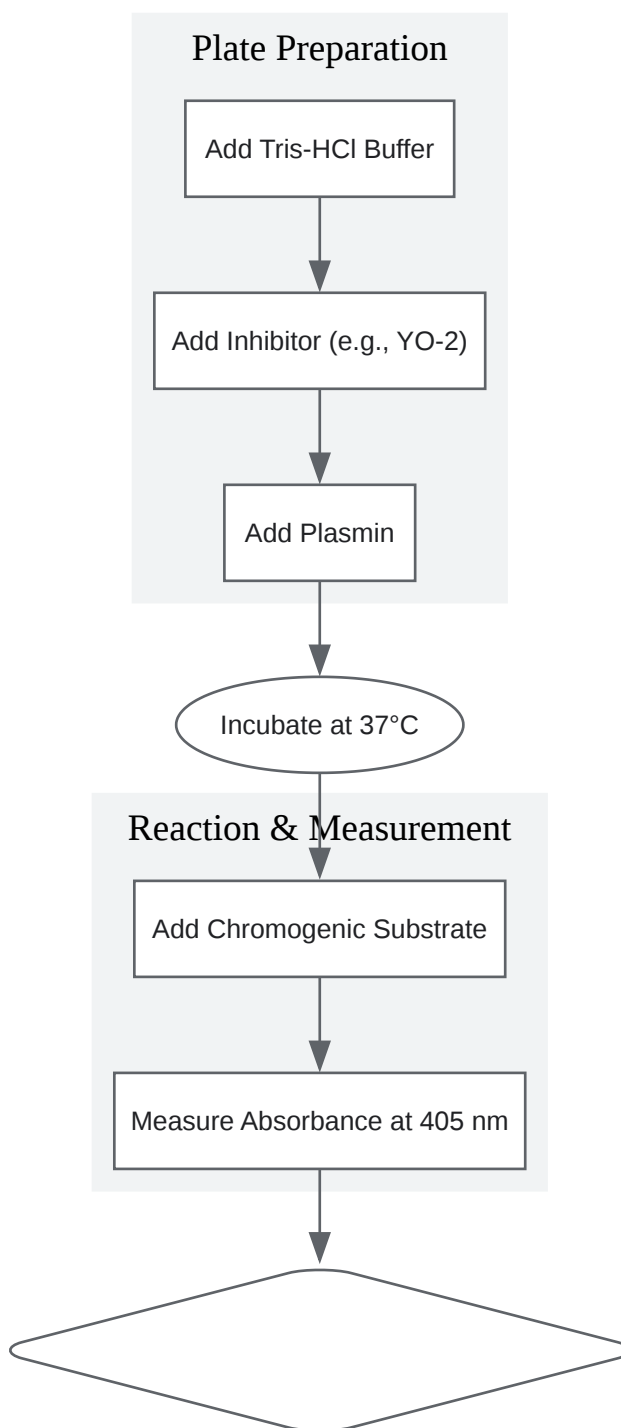 Plate Preparation
Add Tris-HCl Buffer
Add Inhibitor (e.g., YO-2)
Add Plasmin
Incubate at 37°C
Reaction & Measurement
Add Chromogenic Substrate
Measure Absorbance at 405 nm